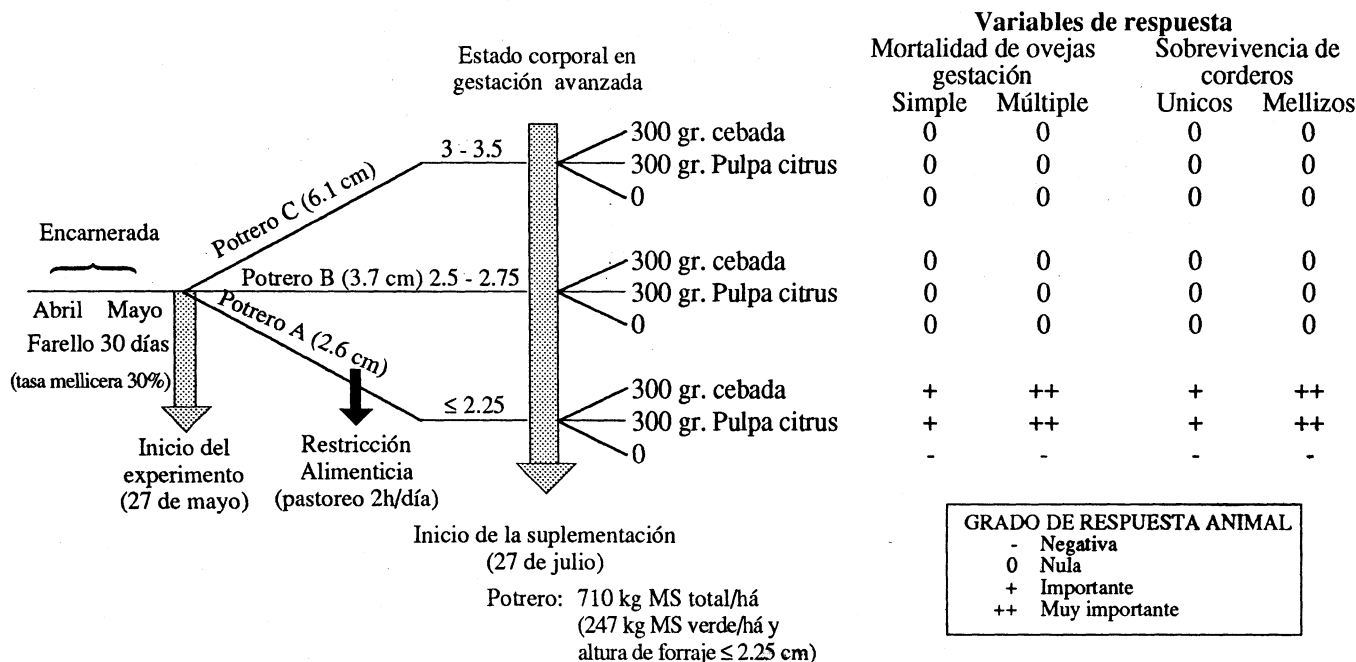 Variables de respuesta
Mortalidad de ovejas Sobrevivencia de
gestación corderos
Simple Múltiple Unicos Mellizos
Estado corporal en
gestación avanzada
Potrero C (6.1 cm) 3 - 3.5
300 gr. cebada 0 0 0 0
300 gr. Pulpa citrus 0 0 0 0
0 0 0 0 0
Encarnerada
Abril Mayo
Farello 30 días
(tasa mellicera 30%)
Potrero B (3.7 cm) 2.5 - 2.75
300 gr. cebada 0 0 0 0
300 gr. Pulpa citrus 0 0 0 0
0 0 0 0 0
Potrero A (2.6 cm) ≤ 2.25
300 gr. cebada + ++ + ++
300 gr. Pulpa citrus + ++ + ++
0 - - - -
Inicio del
experimento
(27 de mayo)
Restricción
Alimenticia
(pastoreo 2h/día)
Inicio de la suplementación
(27 de julio)
Potrero: 710 kg MS total/há
(247 kg MS verde/há y
altura de forraje ≤ 2.25 cm)
GRADO DE RESPUESTA ANIMAL
- Negativa
0 Nula
+ Importante
++ Muy importante